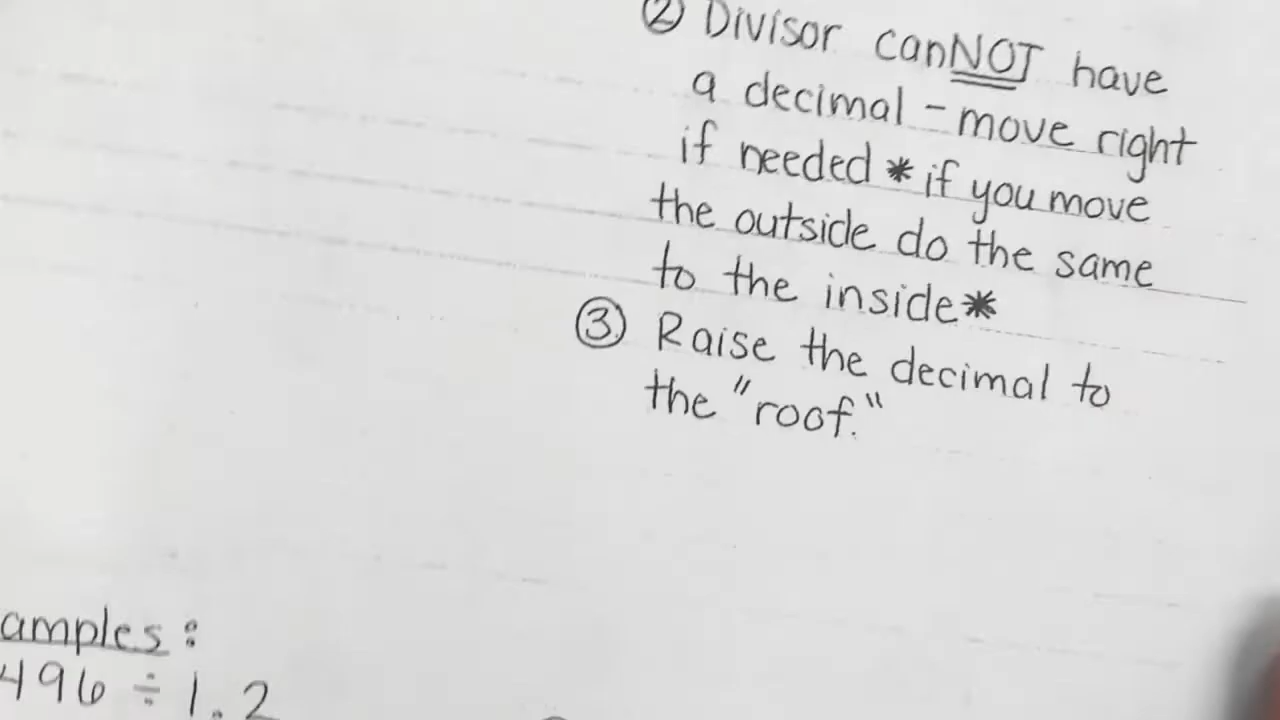 ② Divisor canNOT have
a decimal - move right
if needed * if you move
the outside do the same
to the inside *
③ Raise the decimal to
the "roof."
amples:
496 ÷ 1.2